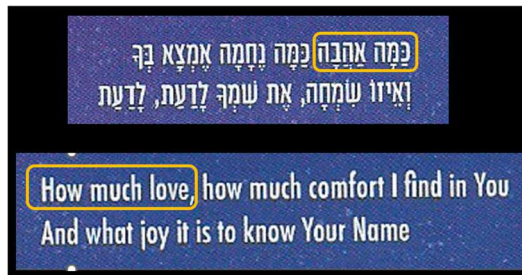 כַּמָּה אַהֲבָה כַּמָּה נֶחָמָה אֶמְצָא בְּךָ
וְאֵיזוֹ שִׂמְחָה, אֶת שִׁמְךָ לָדַעַת, לָדַעַת
How much love, how much comfort I find in You
And what joy it is to know Your Name